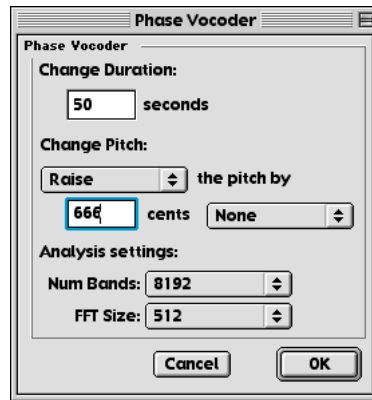 Phase Vocoder
Phase Vocoder
Change Duration:
50 seconds
Change Pitch:
Raise the pitch by
666 cents None
Analysis settings:
Num Bands: 8192
FFT Size: 512
Cancel OK